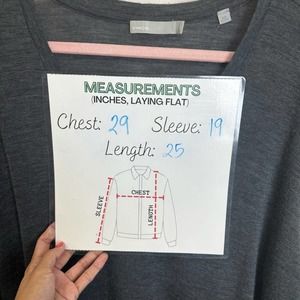 MEASUREMENTS
(INCHES, LAYING FLAT)
Chest: 29 Sleeve: 19
Length: 25
CHEST
SLEEVE
LENGTH